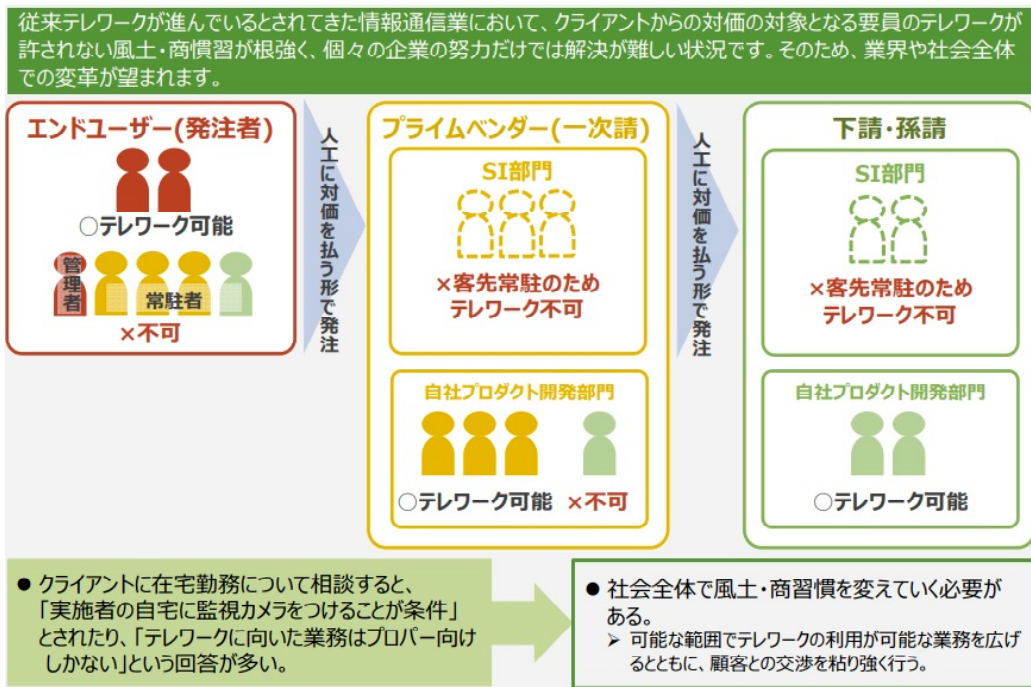 従来テレワークが進んでいるとされてきた情報通信業において、クライアントからの対価の対象となる要員のテレワークが
許されない風土・商慣習が根強く、個々の企業の努力だけでは解決が難しい状況です。そのため、業界や社会全体
での変革が望まれます。
エンドユーザー(発注者)
○テレワーク可能
管理者
常駐者
×不可
人工に対価を払う形で発注
プライムベンダー(一次請)
SI部門
×客先常駐のため
テレワーク不可
自社プロダクト開発部門
○テレワーク可能 ×不可
人工に対価を払う形で発注
下請・孫請
SI部門
×客先常駐のため
テレワーク不可
自社プロダクト開発部門
○テレワーク可能
● クライアントに在宅勤務について相談すると、
「実施者の自宅に監視カメラをつけることが条件」
とされたり、「テレワークに向いた業務はプロパー向け
しかない」という回答が多い。
● 社会全体で風土・商習慣を変えていく必要が
ある。
➢ 可能な範囲でテレワークの利用が可能な業務を広げ
るとともに、顧客との交渉を粘り強く行う。